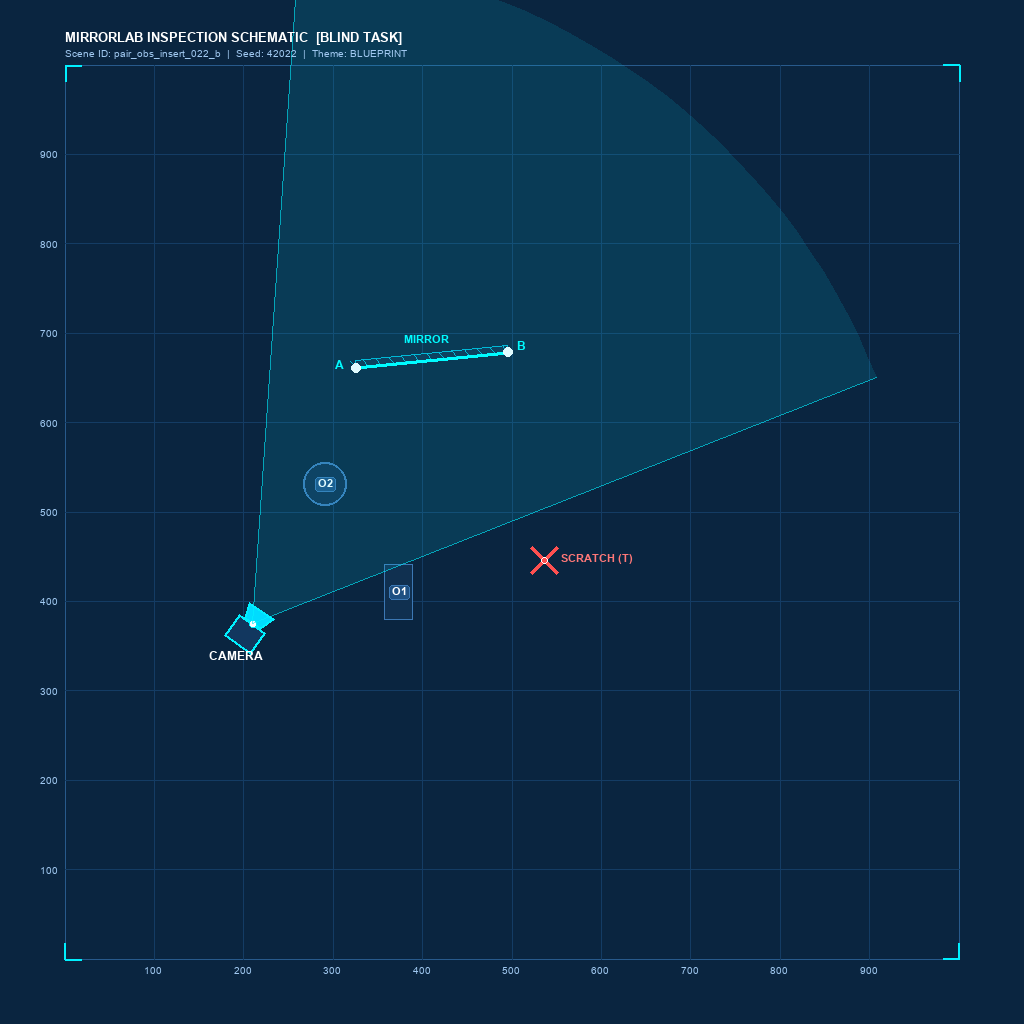 MIRRORLAB INSPECTION SCHEMATIC [BLIND TASK]
Scene ID: pair_obs_insert_022_b | Seed: 42022 | Theme: BLUEPRINT
900
800
700
MIRROR
A
B
600
O2
500
SCRATCH (T)
O1
400
CAMERA
300
200
100
100 200 300 400 500 600 700 800 900